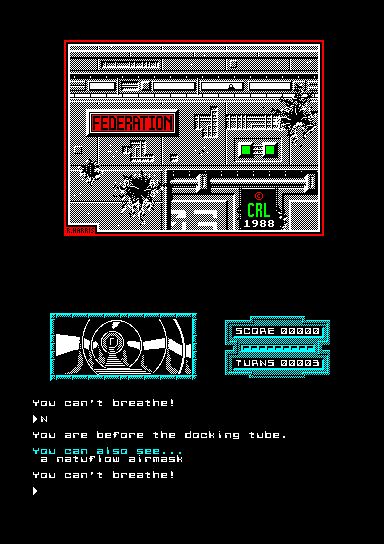 FEDERATION
©
CRL
1988
B.HARRIS
SCORE 00000
TURNS 00003
You can't breathe!
N
You are before the docking tube.
You can also see...
a natuflow airmask
You can't breathe!